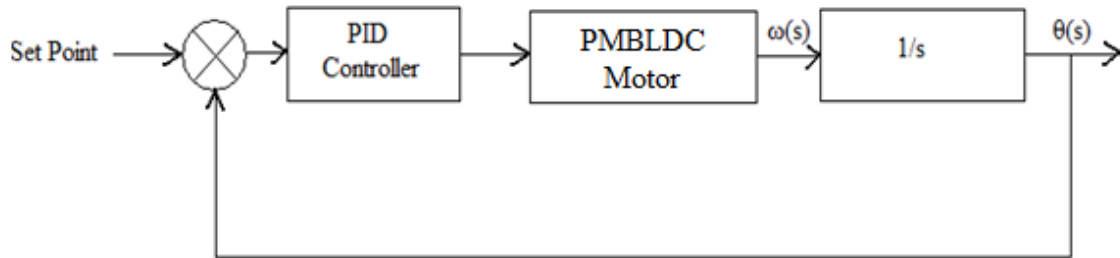 Set Point
PID
Controller
PMBLDC
Motor
ω(s)
1/s
θ(s)